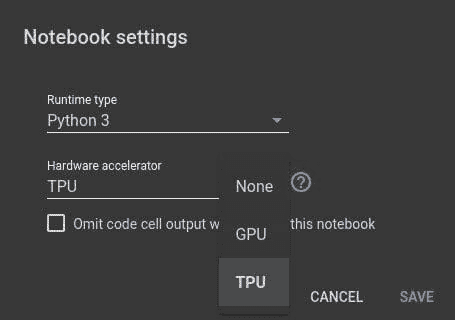 Notebook settings
Runtime type
Python 3
Hardware accelerator
TPU
None
GPU
TPU
?
Omit code cell output w
this notebook
CANCEL
SAVE